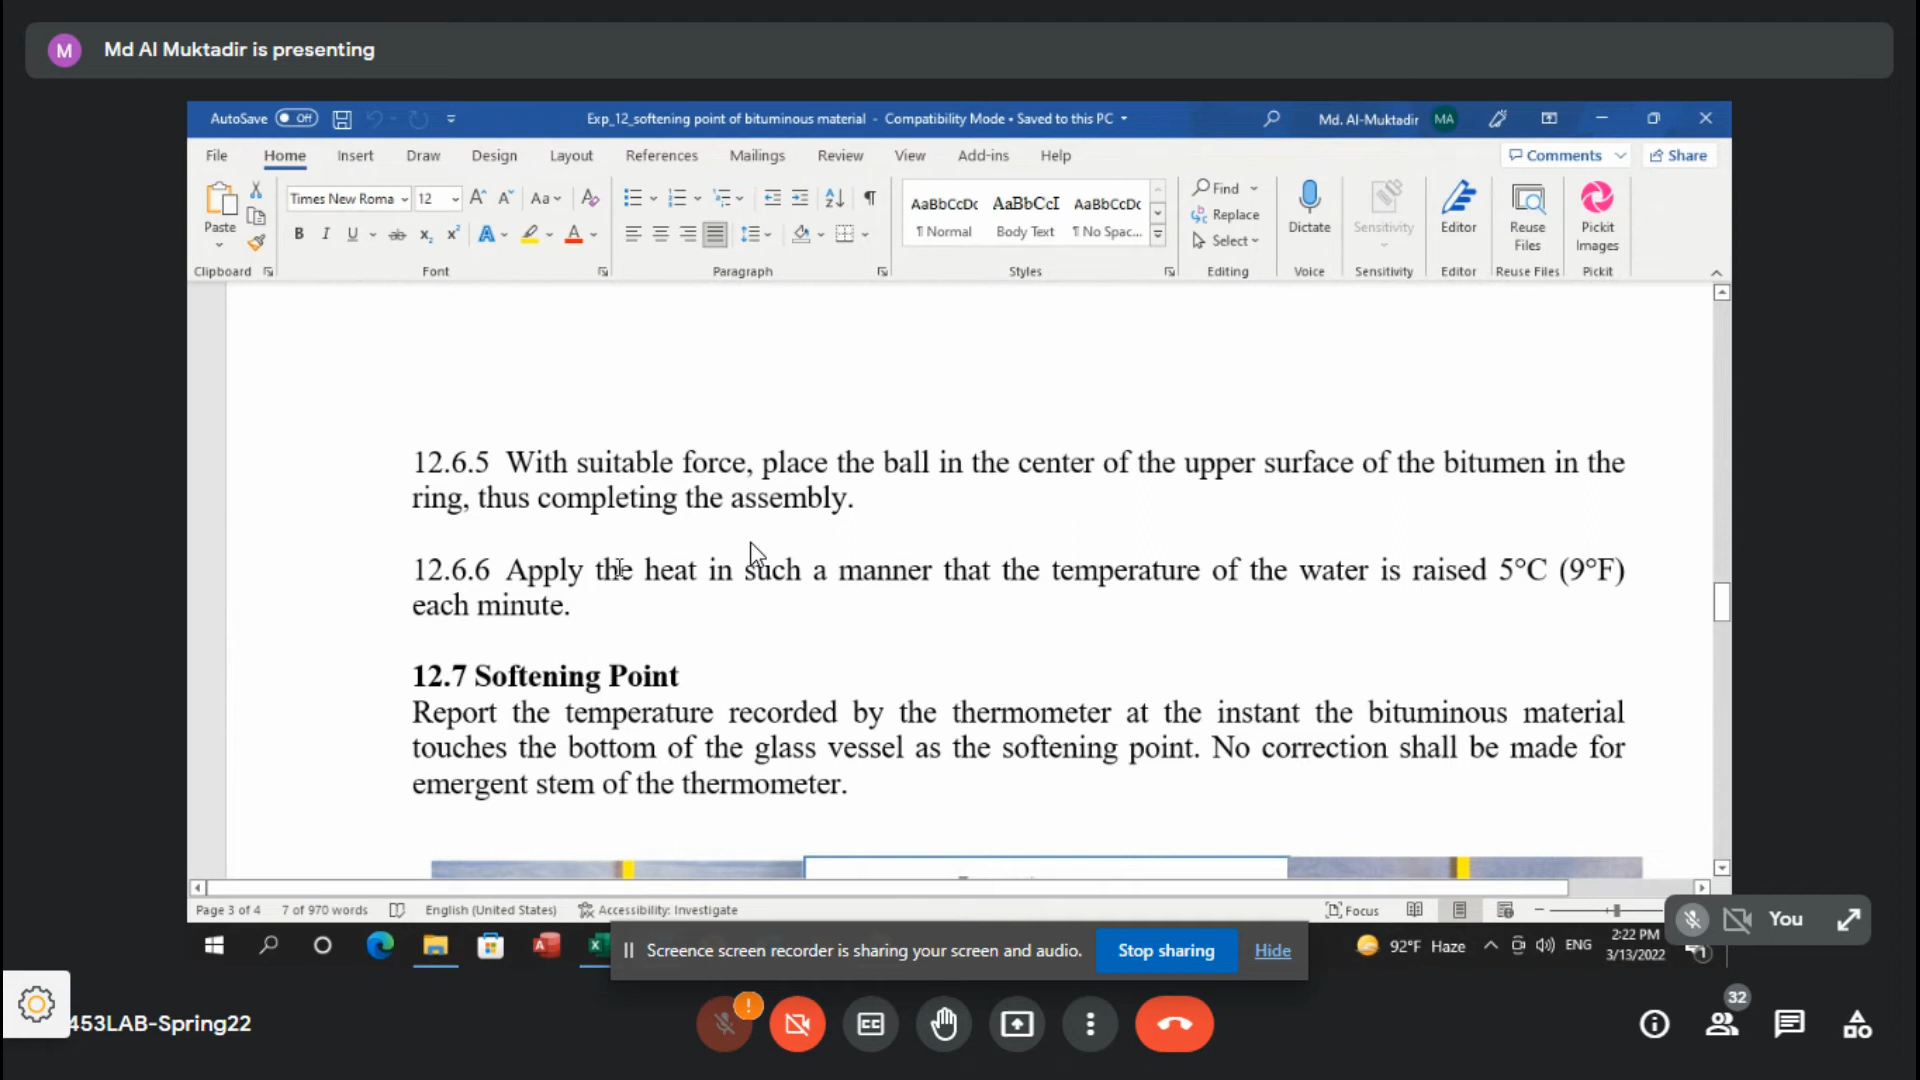 M Md Al Muktadir is presenting
AutoSave Off Exp_12_softening point of bituminous material - Compatibility Mode • Saved to this PC Md. Al-Muktadir MA
File Home Insert Draw Design Layout References Mailings Review View Add-ins Help Comments Share
Times New Roma 12 Aa
Paste
B I U ab x₂ x² A A
AaBbCcDc AaBbCcI AaBbCcDc
¶ Normal Body Text ¶ No Spac...
Find
Replace
Select
Dictate Sensitivity Editor Reuse Files Pickit Images
Clipboard Font Paragraph Styles Editing Voice Sensitivity Editor Reuse Files Pickit
12.6.5 With suitable force, place the ball in the center of the upper surface of the bitumen in the
ring, thus completing the assembly.
12.6.6 Apply the heat in such a manner that the temperature of the water is raised 5°C (9°F)
each minute.
12.7 Softening Point
Report the temperature recorded by the thermometer at the instant the bituminous material
touches the bottom of the glass vessel as the softening point. No correction shall be made for
emergent stem of the thermometer.
Page 3 of 4 7 of 970 words English (United States) Accessibility: Investigate Focus
You
Screence screen recorder is sharing your screen and audio. Stop sharing Hide
92°F Haze ENG 2:22 PM
3/13/2022
1
453LAB-Spring22
32